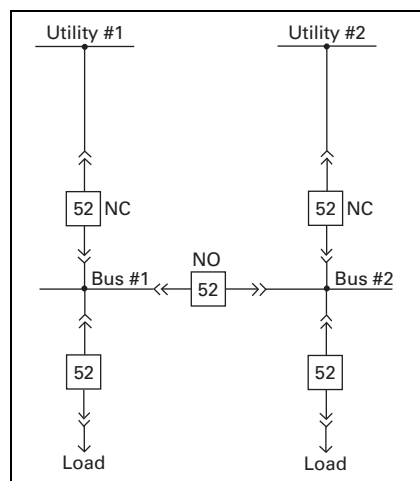 Utility #1 Utility #2
52 NC 52 NC
NO
Bus #1 52 Bus #2
52 52
Load Load